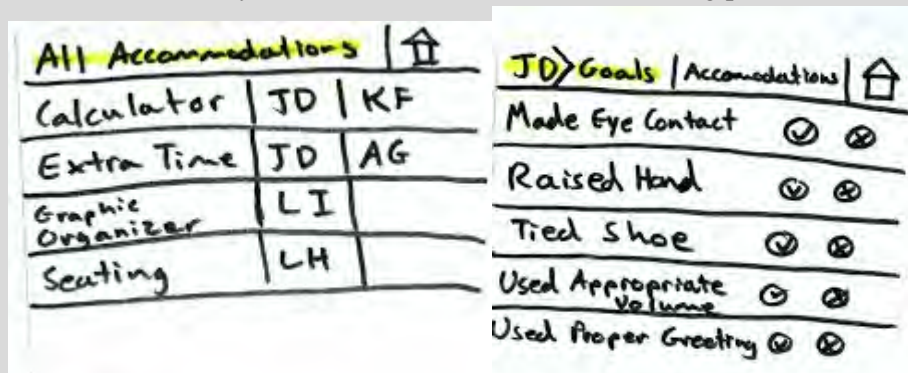 All Accommodations |
Calculator | JD | KF
Extra Time | JD | AG
Graphic
Organizer | LI
Seating | LH
JD>Goals | Accomodations |
Made Eye Contact
Raised Hand
Tied Shoe
Used Appropriate
Volume
Used Proper Greeting